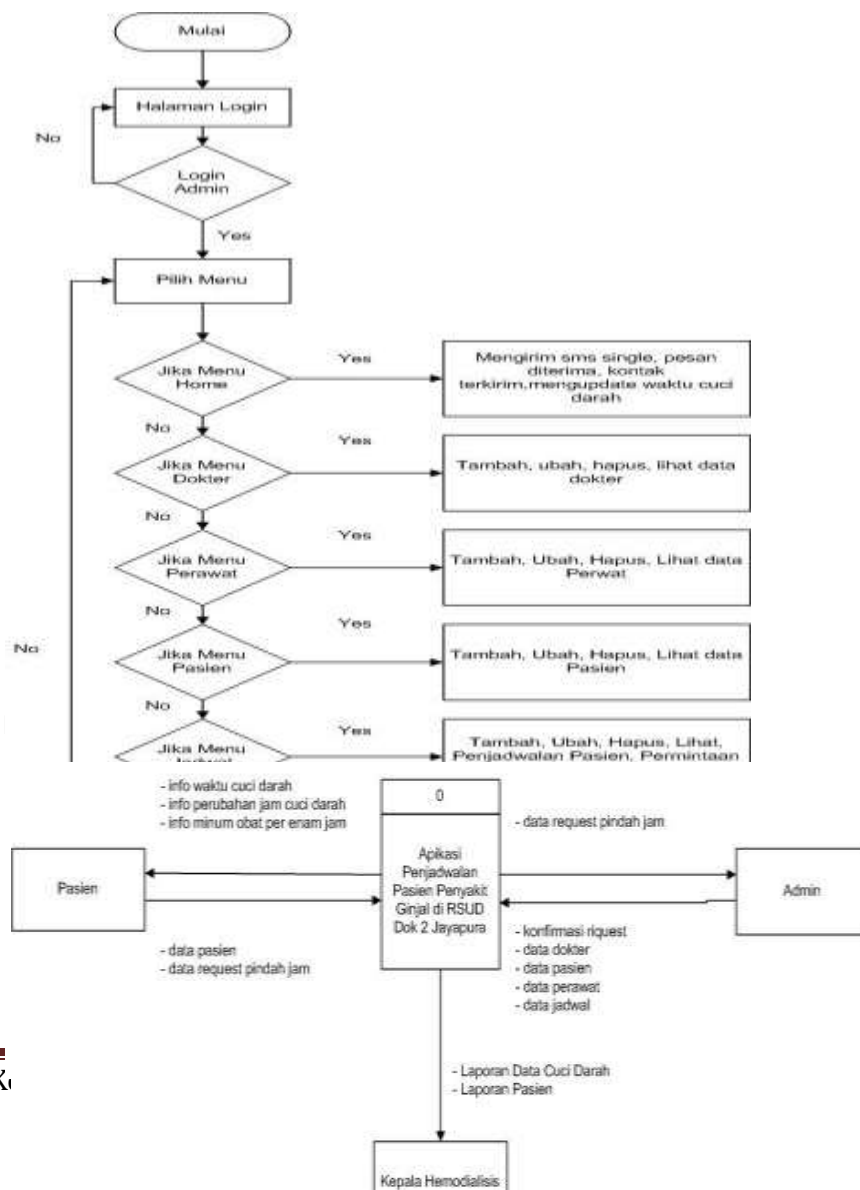 Mulai
Halaman Login
No
Login
Admin
Yes
Pilih Menu
Jika Menu
Home
Yes
Mengirim sms single, pesan
diterima, kontak
terkirim,mengupdate waktu cuci
darah
No
Jika Menu
Dokter
Yes
Tambah, ubah, hapus, lihat data
dokter
No
Jika Menu
Perawat
Yes
Tambah, Ubah, Hapus, Lihat data
Perwat
No
Jika Menu
Pasien
Yes
Tambah, Ubah, Hapus, Lihat data
Pasien
No
No
Jika Menu
Yes
Tambah, Ubah, Hapus, Lihat,
Penjadwalan Pasien, Permintaan
- info waktu cuci darah
- info perubahan jam cuci darah
- info minum obat per enam jam
0
- data request pindah jam
Pasien
Apikasi
Penjadwalan
Pasien Penyakit
Ginjal di RSUD
Dok 2 Jayapura
Admin
- data pasien
- data request pindah jam
- konfirmasi riquest
- data dokter
- data pasien
- data perawat
- data jadwal
- Laporan Data Cuci Darah
- Laporan Pasien
Kepala Hemodialisis